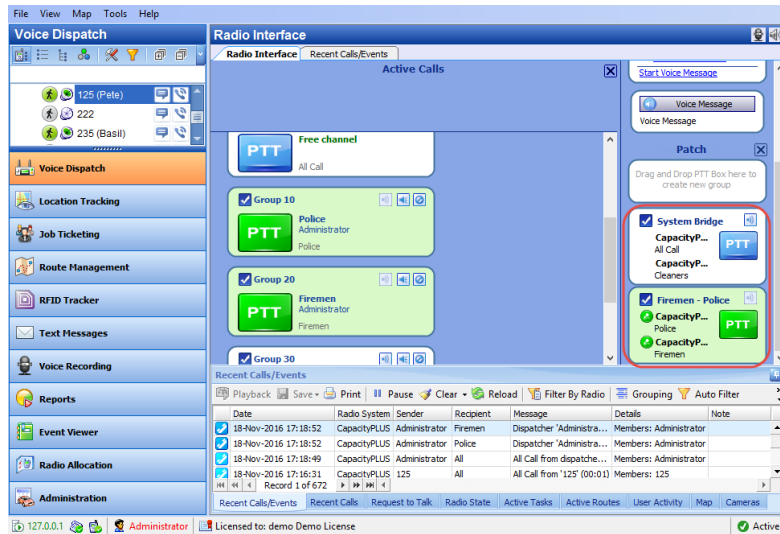 File View Map Tools Help
Voice Dispatch
125 (Pete)
222
235 (Basil)
Voice Dispatch
Location Tracking
Job Ticketing
Route Management
RFID Tracker
Text Messages
Voice Recording
Reports
Event Viewer
Radio Allocation
Administration
Radio Interface
Radio Interface Recent Calls/Events
Active Calls
PTT
Free channel
All Call
Group 10
PTT
Police
Administrator
Police
Group 20
PTT
Firemen
Administrator
Firemen
Group 30
Start Voice Message
Voice Message
Voice Message
Patch
Drag and Drop PTT Box here to
create new group
System Bridge
CapacityP...
All Call
PTT
CapacityP...
Cleaners
Firemen - Police
CapacityP...
Police
PTT
CapacityP...
Firemen
Recent Calls/Events
Playback Save Print Pause Clear Reload Filter By Radio Grouping Auto Filter
Date Radio System Sender Recipient Message Details Note
18-Nov-2016 17:18:52 CapacityPLUS Administrator Firemen Dispatcher 'Administra... Members: Administrator
18-Nov-2016 17:18:52 CapacityPLUS Administrator Police Dispatcher 'Administra... Members: Administrator
18-Nov-2016 17:18:49 CapacityPLUS Administrator All All Call from dispatche... Members: Administrator
18-Nov-2016 17:16:31 CapacityPLUS 125 All All Call from '125' (00:01) Members: 125
Record 1 of 672
Recent Calls/Events Recent Calls Request to Talk Radio State Active Tasks Active Routes User Activity Map Cameras
127.0.0.1 Administrator Licensed to: demo Demo License Active